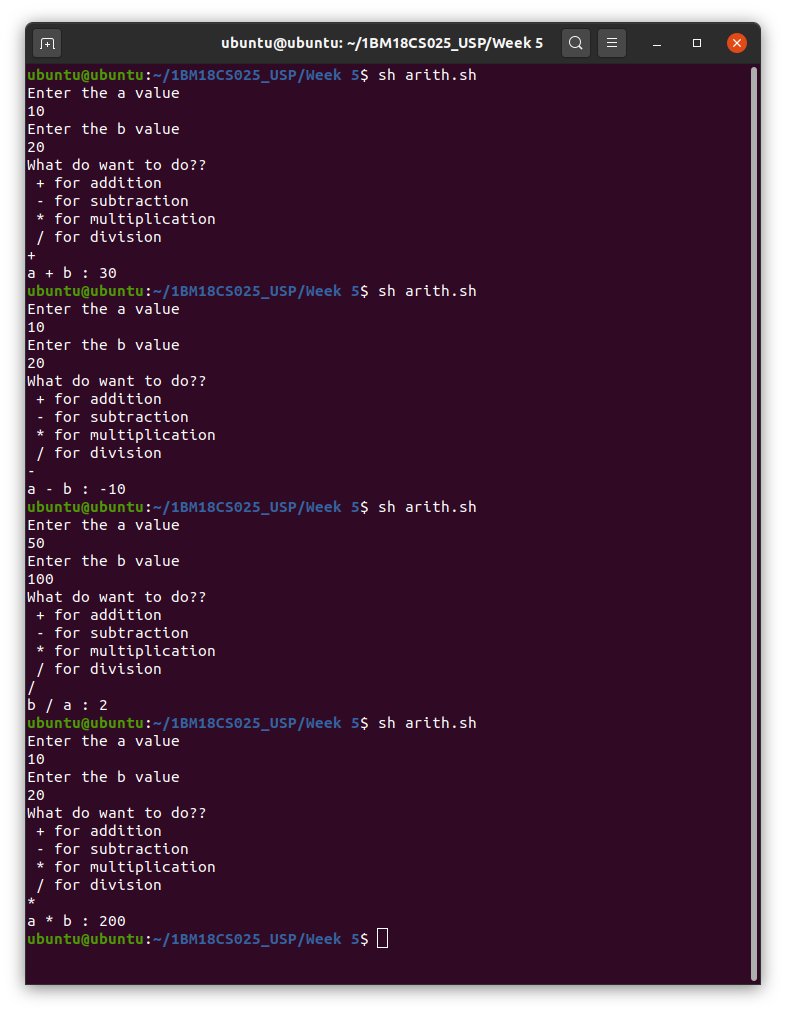 ubuntu@ubuntu: ~/1BM18CS025_USP/Week 5
ubuntu@ubuntu:~/1BM18CS025_USP/Week 5$ sh arith.sh
Enter the a value
10
Enter the b value
20
What do want to do??
 + for addition
 - for subtraction
 * for multiplication
 / for division
+
a + b : 30
ubuntu@ubuntu:~/1BM18CS025_USP/Week 5$ sh arith.sh
Enter the a value
10
Enter the b value
20
What do want to do??
 + for addition
 - for subtraction
 * for multiplication
 / for division
-
a - b : -10
ubuntu@ubuntu:~/1BM18CS025_USP/Week 5$ sh arith.sh
Enter the a value
50
Enter the b value
100
What do want to do??
 + for addition
 - for subtraction
 * for multiplication
 / for division
/
b / a : 2
ubuntu@ubuntu:~/1BM18CS025_USP/Week 5$ sh arith.sh
Enter the a value
10
Enter the b value
20
What do want to do??
 + for addition
 - for subtraction
 * for multiplication
 / for division
*
a * b : 200
ubuntu@ubuntu:~/1BM18CS025_USP/Week 5$